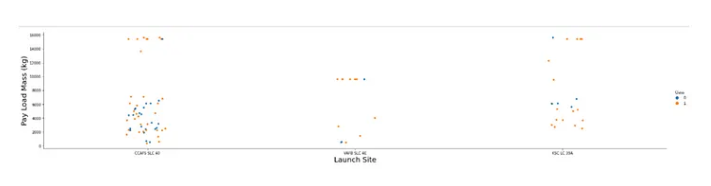 16000
14000
12000
10000
8000
6000
4000
2000
0
Pay Load Mass (kg)
CCAFS SLC 40
VAFB SLC 4E
KSC LC 39A
Launch Site
Class
0
1